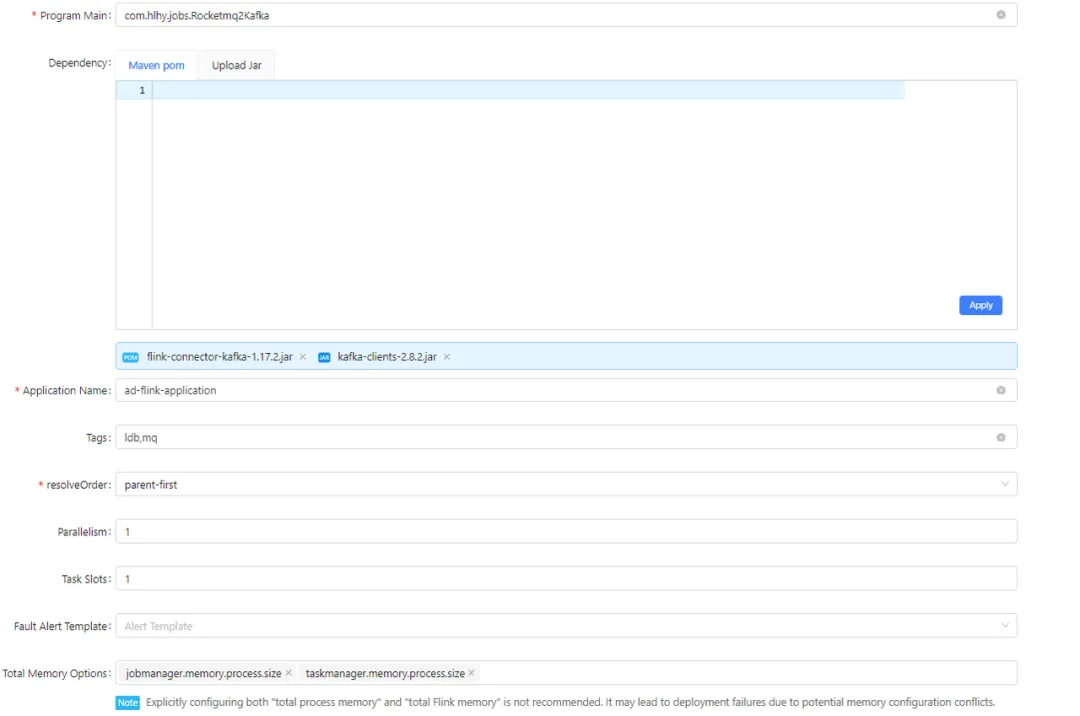 * Program Main: com.hlhy.jobs.Rocketmq2Kafka
Dependency: Maven pom Upload Jar
1
Apply
POM flink-connector-kafka-1.17.2.jar × JAR kafka-clients-2.8.2.jar ×
* Application Name: ad-flink-application
Tags: ldb,mq
* resolveOrder: parent-first
Parallelism: 1
Task Slots: 1
Fault Alert Template: Alert Template
Total Memory Options: jobmanager.memory.process.size × taskmanager.memory.process.size ×
Note Explicitly configuring both "total process memory" and "total Flink memory" is not recommended. It may lead to deployment failures due to potential memory configuration conflicts.